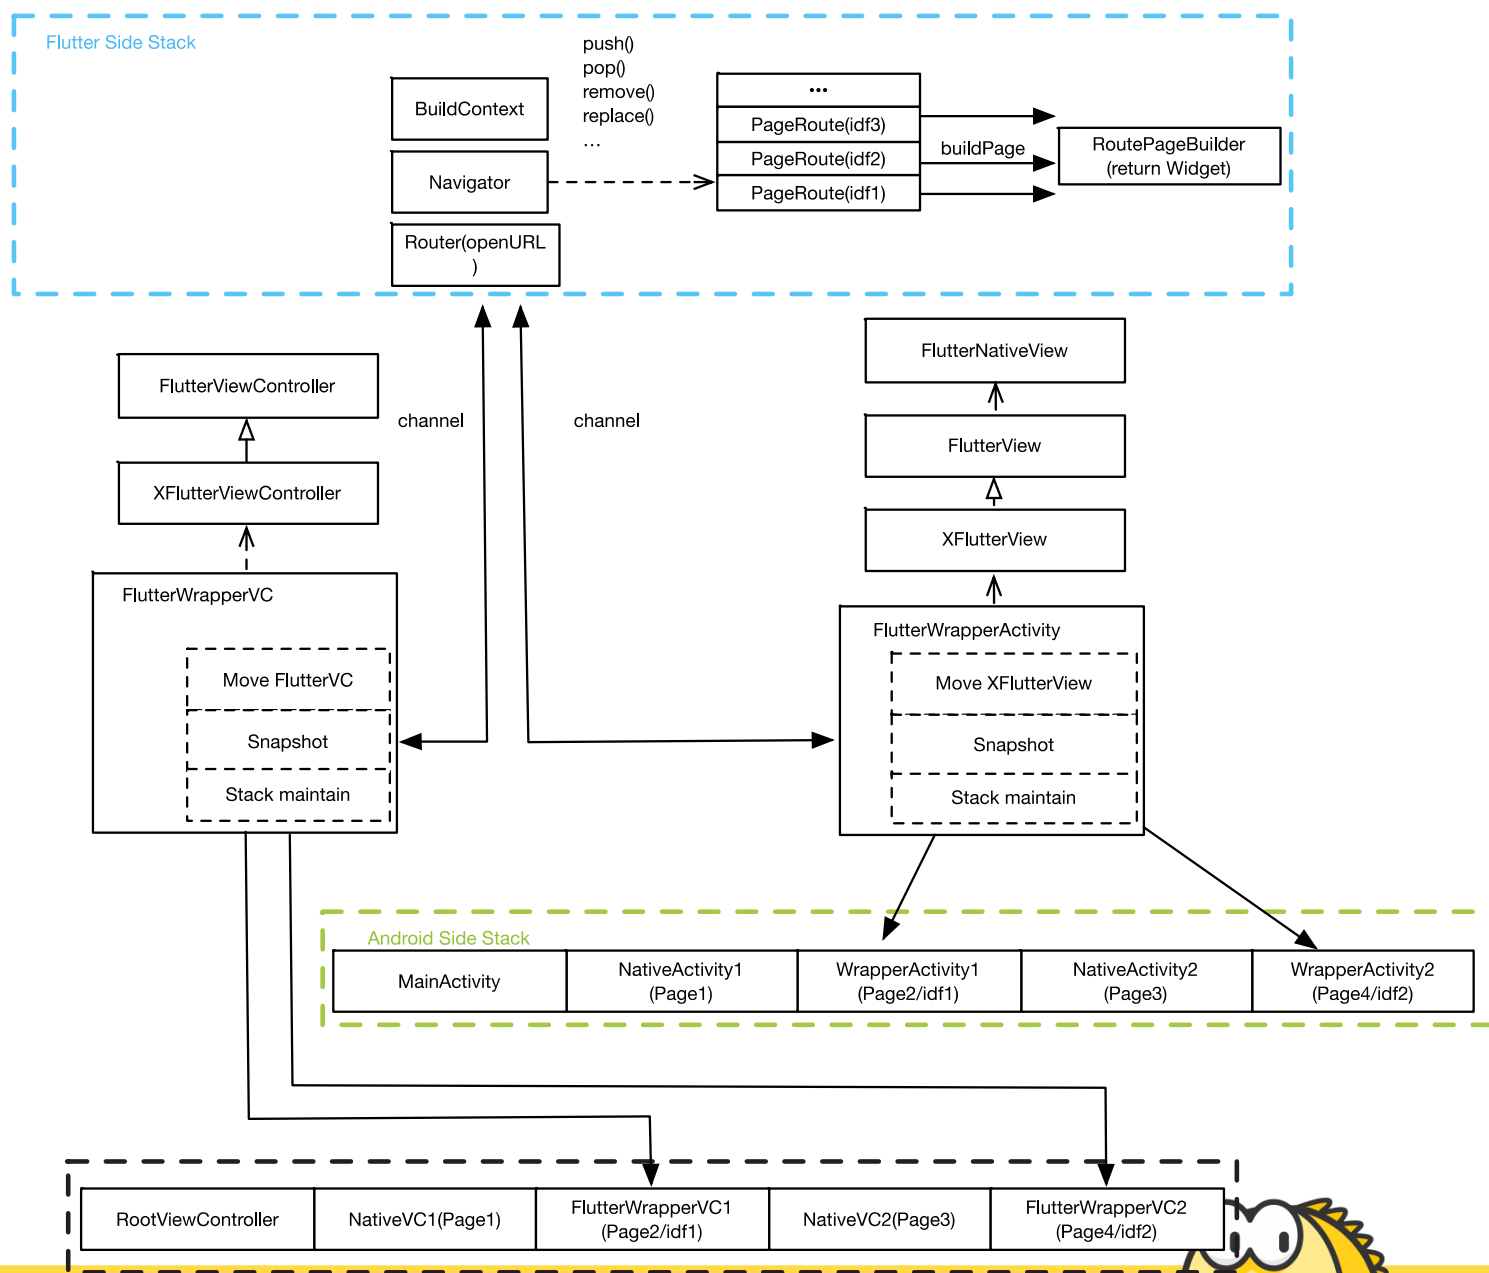 Flutter Side Stack
push()
pop()
remove()
replace()
...
BuildContext
Navigator
Router(openURL
)
...
PageRoute(idf3)
PageRoute(idf2)
PageRoute(idf1)
buildPage
RoutePageBuilder
(return Widget)
FlutterViewController
XFlutterViewController
channel
channel
FlutterNativeView
FlutterView
XFlutterView
FlutterWrapperVC
Move FlutterVC
Snapshot
Stack maintain
FlutterWrapperActivity
Move XFlutterView
Snapshot
Stack maintain
Android Side Stack
MainActivity
NativeActivity1
(Page1)
WrapperActivity1
(Page2/idf1)
NativeActivity2
(Page3)
WrapperActivity2
(Page4/idf2)
RootViewController
NativeVC1(Page1)
FlutterWrapperVC1
(Page2/idf1)
NativeVC2(Page3)
FlutterWrapperVC2
(Page4/idf2)